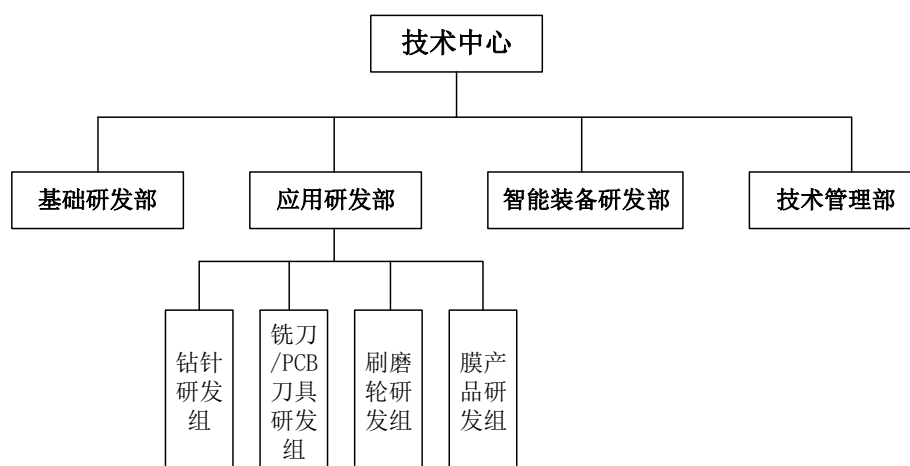 技术中心
基础研发部
应用研发部
智能装备研发部
技术管理部
钻针
研发
组
铣刀
/PCB
刀具
研发
组
刷磨
轮研
发组
膜产
品研
发组